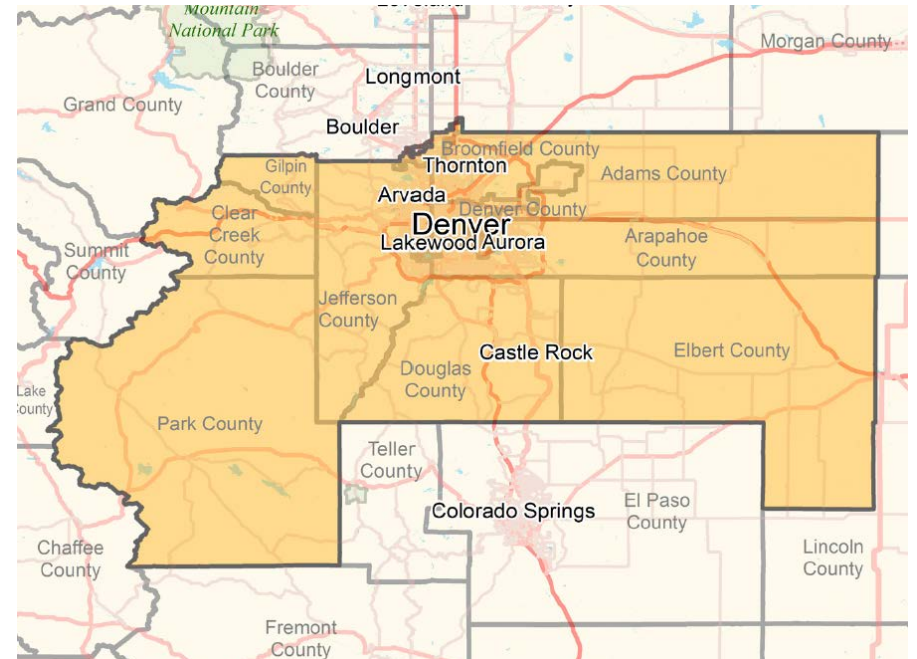 Mountain
National Park
Morgan County
Boulder
County
Longmont
Grand County
Boulder
Broomfield County
Gilpin
County
Thornton
Adams County
Arvada
Denver County
Clear
Creek
County
Denver
Lakewood Aurora
Arapahoe
County
Summit
County
Jefferson
County
Castle Rock
Elbert County
Douglas
County
Lake
County
Park County
Teller
County
Colorado Springs
El Paso
County
Chaffee
County
Lincoln
County
Fremont
County